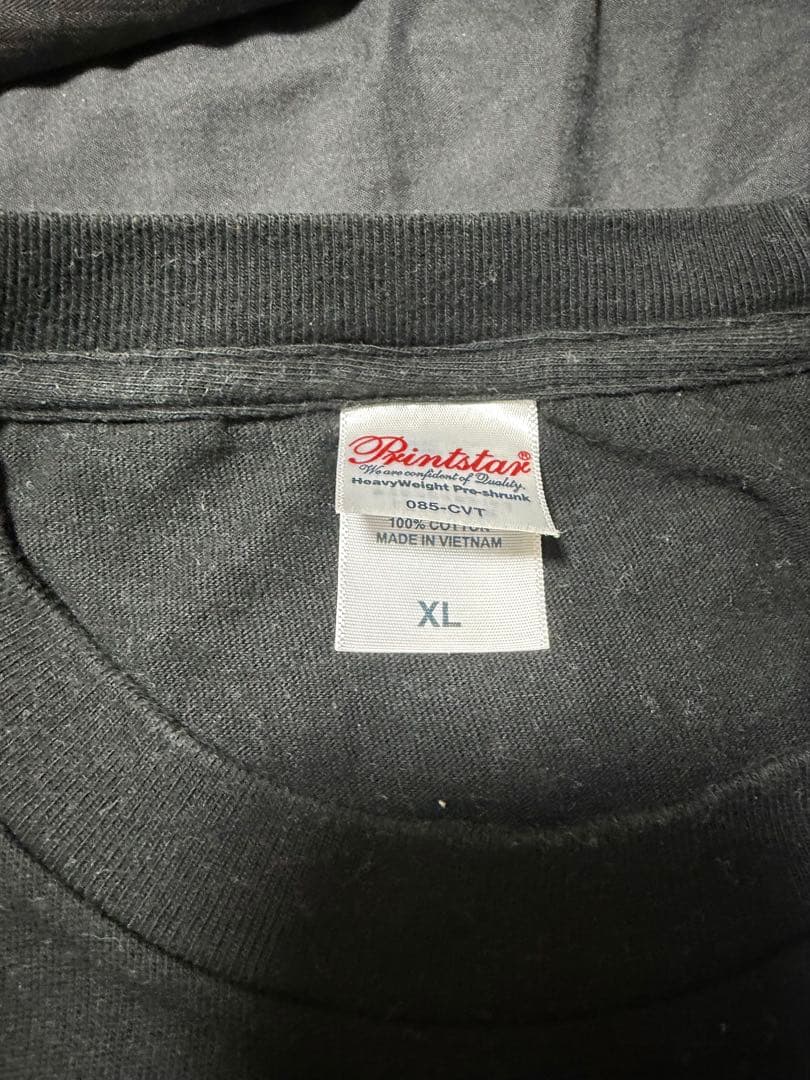 Printstar®
We are confident of Quality.
HeavyWeight Pre-shrunk
085-CVT
100% COTTON
MADE IN VIETNAM
XL